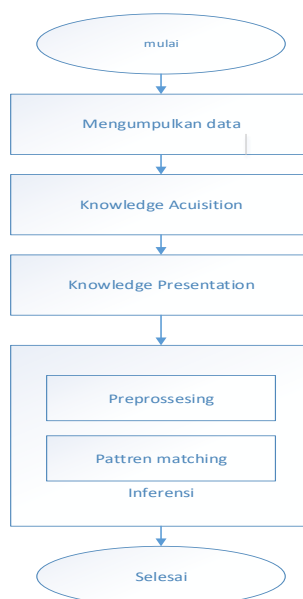 mulai
Mengumpulkan data
Knowledge Acuisition
Knowledge Presentation
Preprossesing
Pattren matching
Inferensi
Selesai